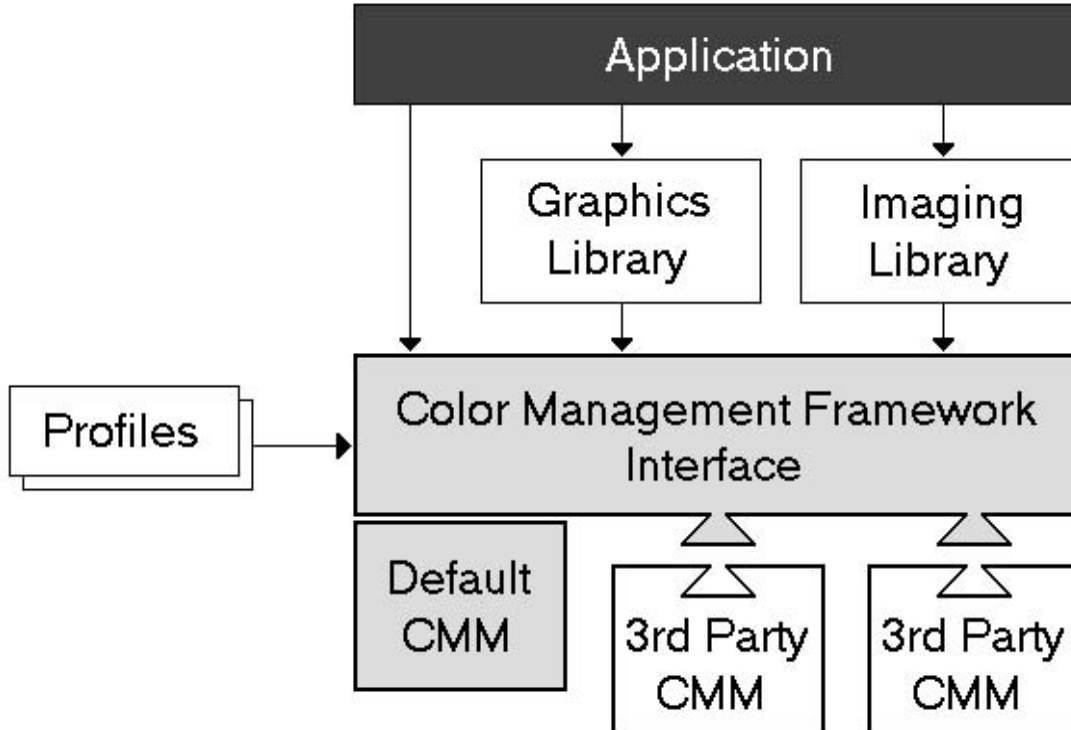 Application
Graphics
Library
Imaging
Library
Profiles
Color Management Framework
Interface
Default
CMM
3rd Party
CMM
3rd Party
CMM